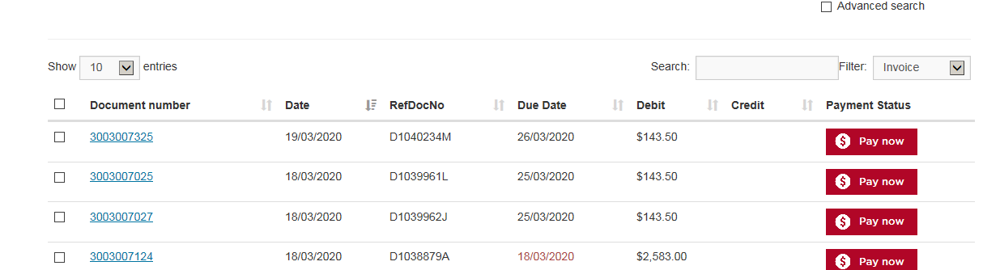 Advanced search
Show 10 entries Search: Filter: Invoice
Document number Date RefDocNo Due Date Debit Credit Payment Status
3003007325 19/03/2020 D1040234M 26/03/2020 $143.50 $ Pay now
3003007025 18/03/2020 D1039961L 25/03/2020 $143.50 $ Pay now
3003007027 18/03/2020 D1039962J 25/03/2020 $143.50 $ Pay now
3003007124 18/03/2020 D1038879A 18/03/2020 $2,583.00 $ Pay now